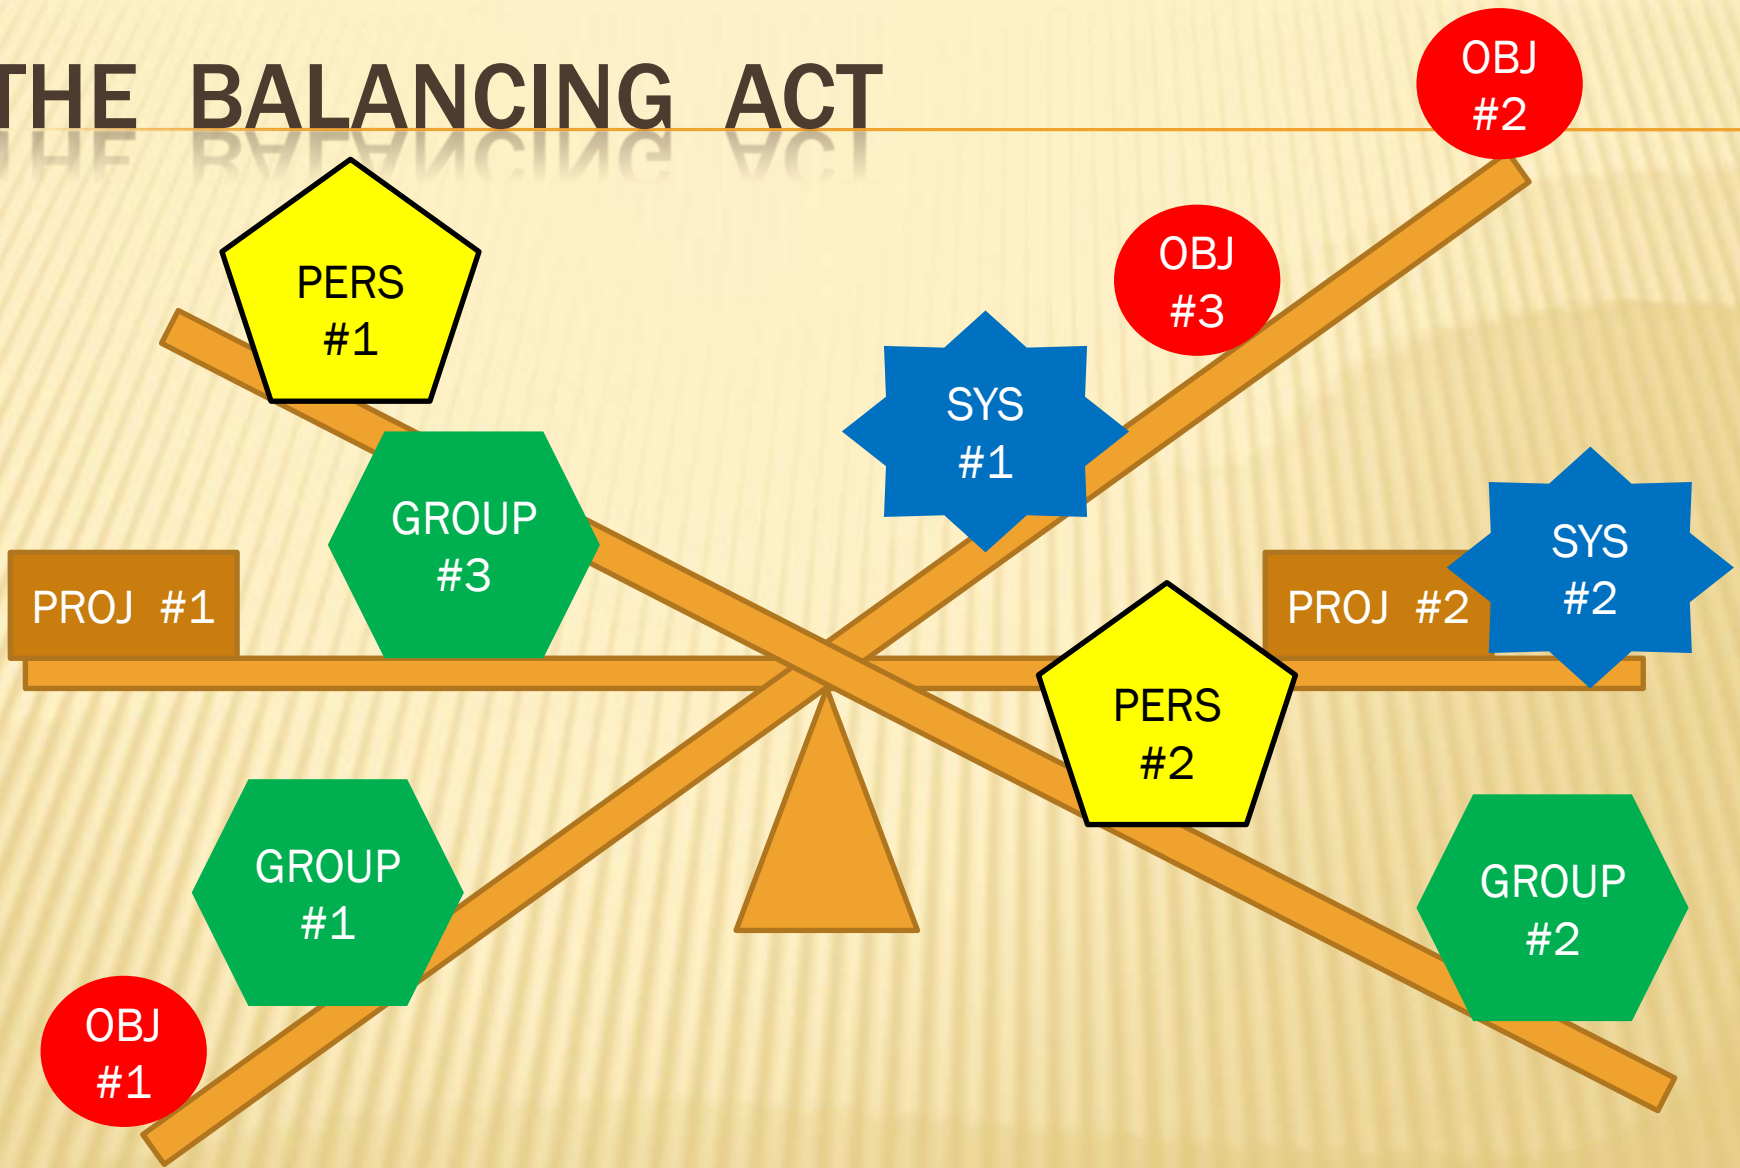 THE BALANCING ACT
OBJ
#2
PERS
#1
OBJ
#3
SYS
#1
GROUP
#3
PROJ #1
PROJ #2
SYS
#2
PERS
#2
GROUP
#1
GROUP
#2
OBJ
#1